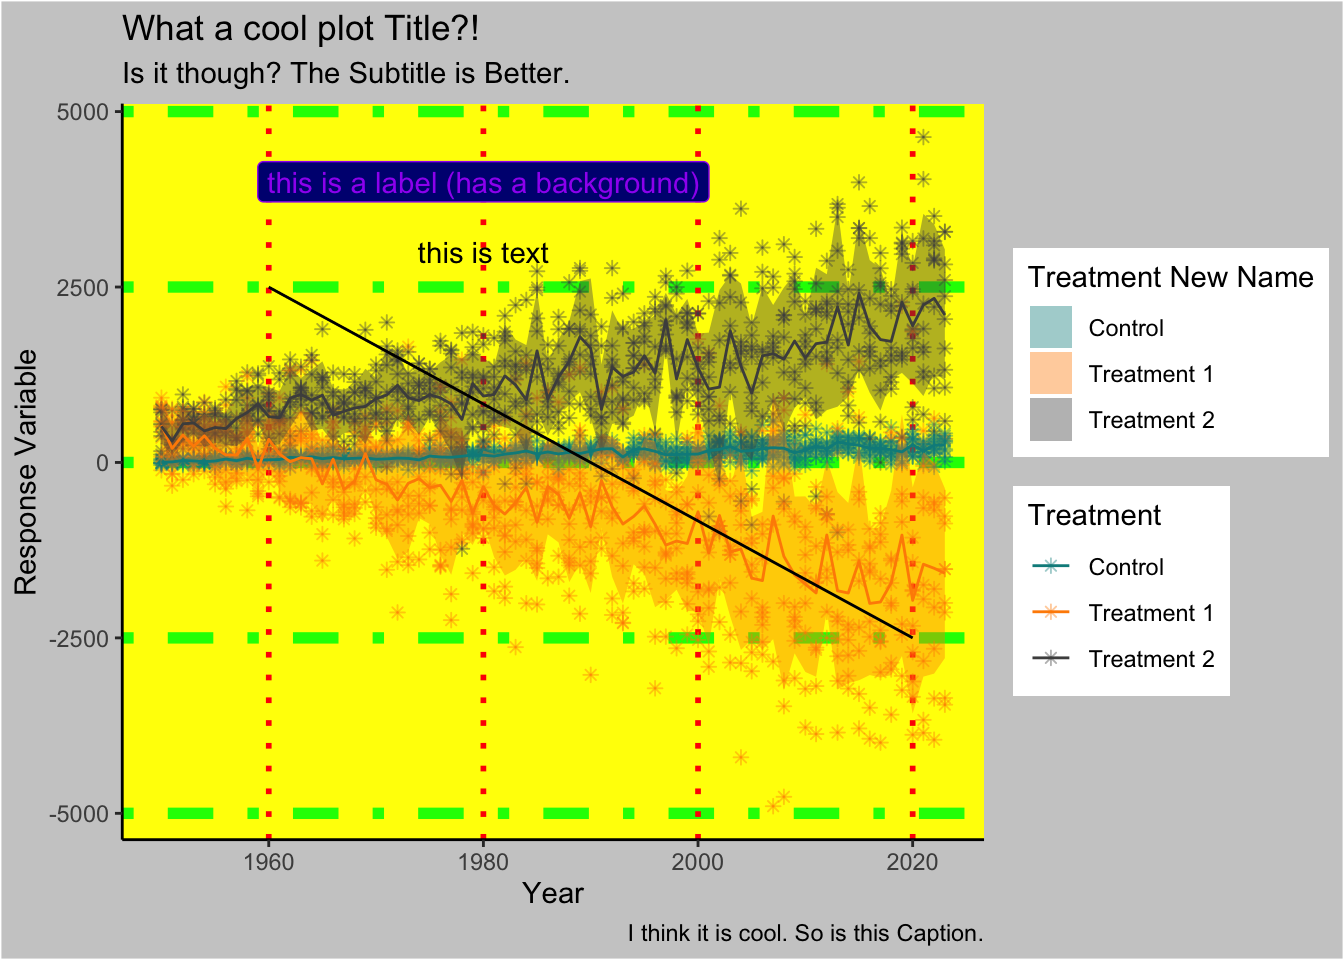 What a cool plot Title?!
Is it though? The Subtitle is Better.
5000
2500
0
-2500
-5000
Response Variable
this is a label (has a background)
this is text
1960 1980 2000 2020
Year
I think it is cool. So is this Caption.
Treatment New Name
Control
Treatment 1
Treatment 2
Treatment
Control
Treatment 1
Treatment 2